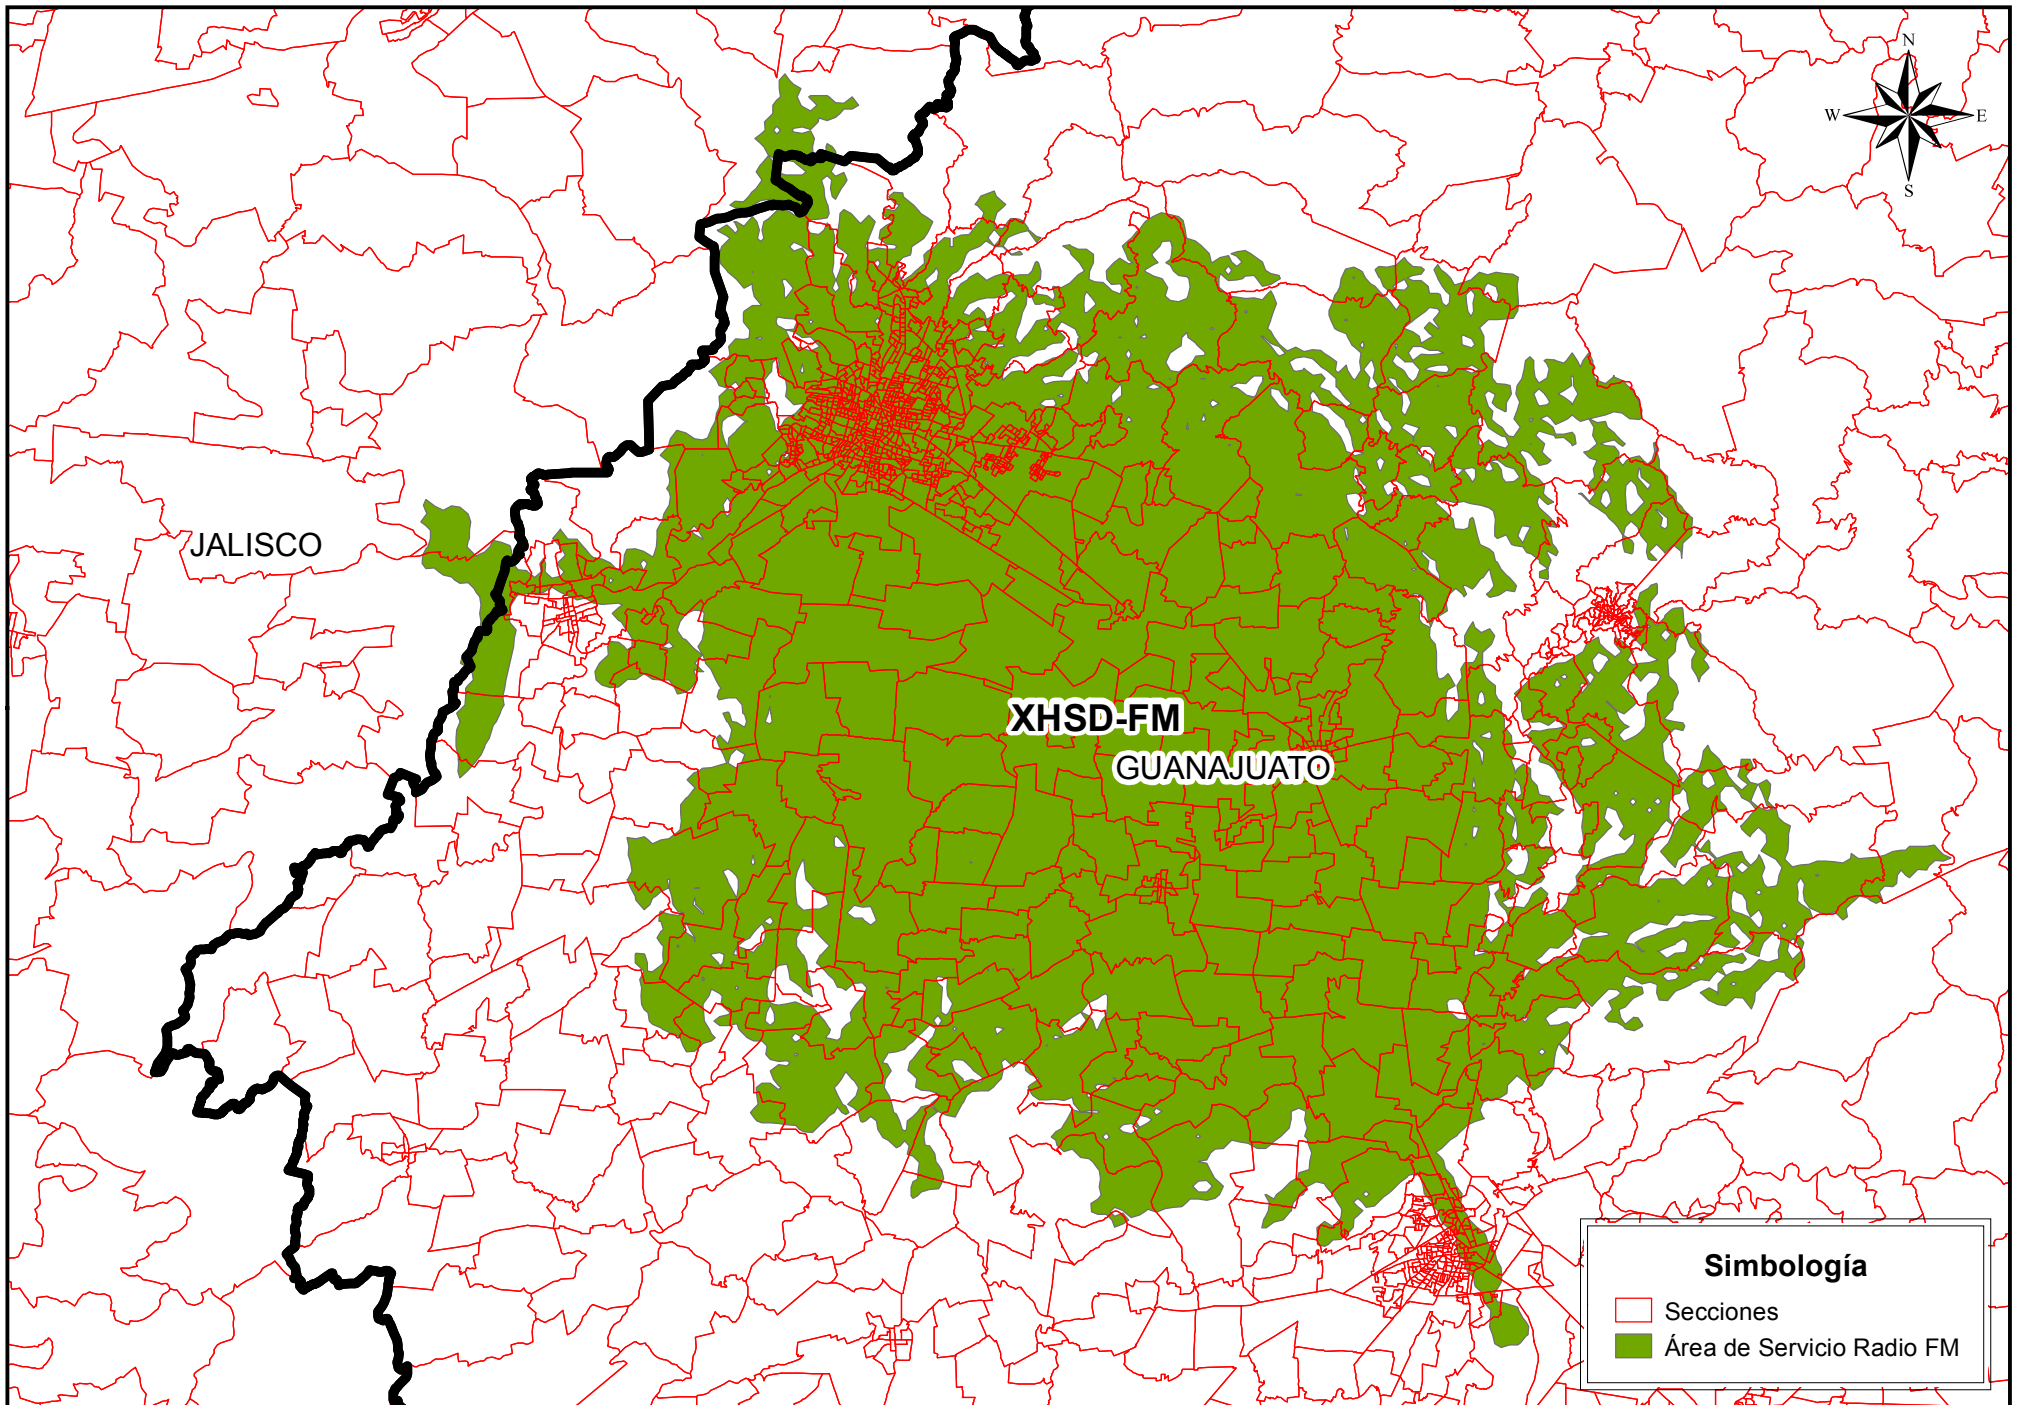 N
W E
S
JALISCO
XHSD-FM
GUANAJUATO
Simbología
Secciones
Área de Servicio Radio FM